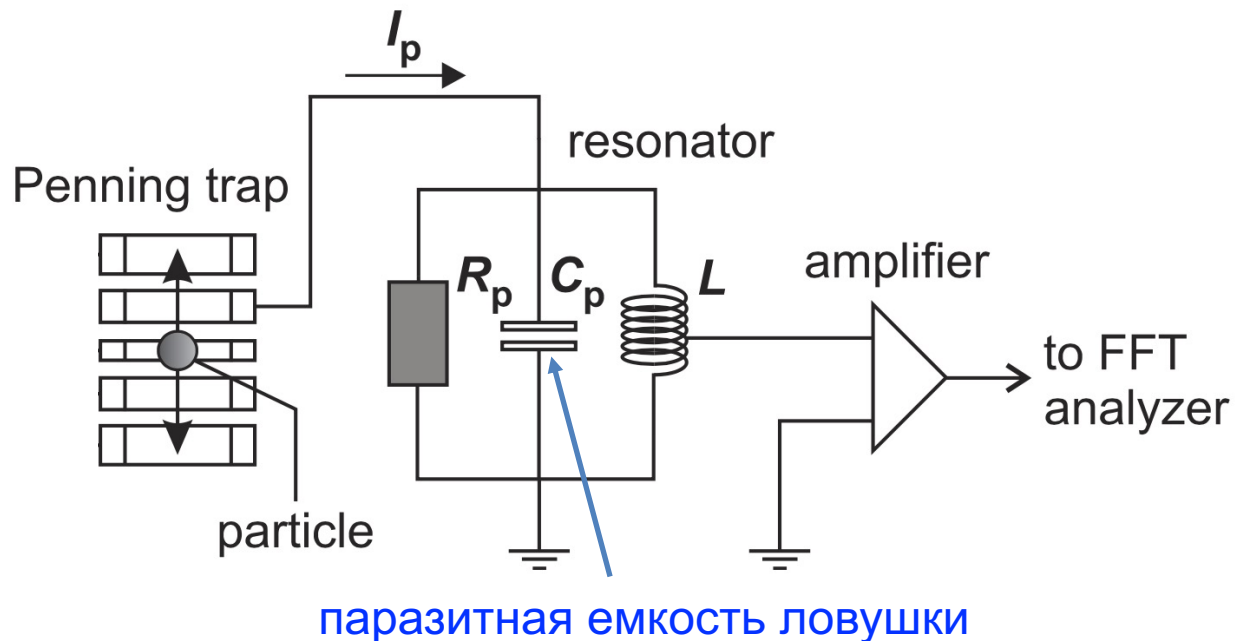 Ip
resonator
Penning trap
Rp
Cp
L
amplifier
to FFT
analyzer
particle
паразитная емкость ловушки